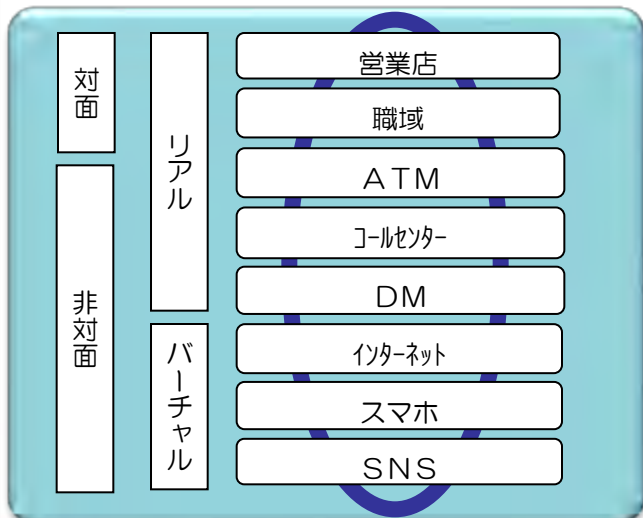 対面
非対面
リアル
バーチャル
営業店
職域
ＡＴＭ
ｺｰﾙｾﾝﾀｰ
ＤＭ
ｲﾝﾀｰﾈｯﾄ
スマホ
ＳＮＳ